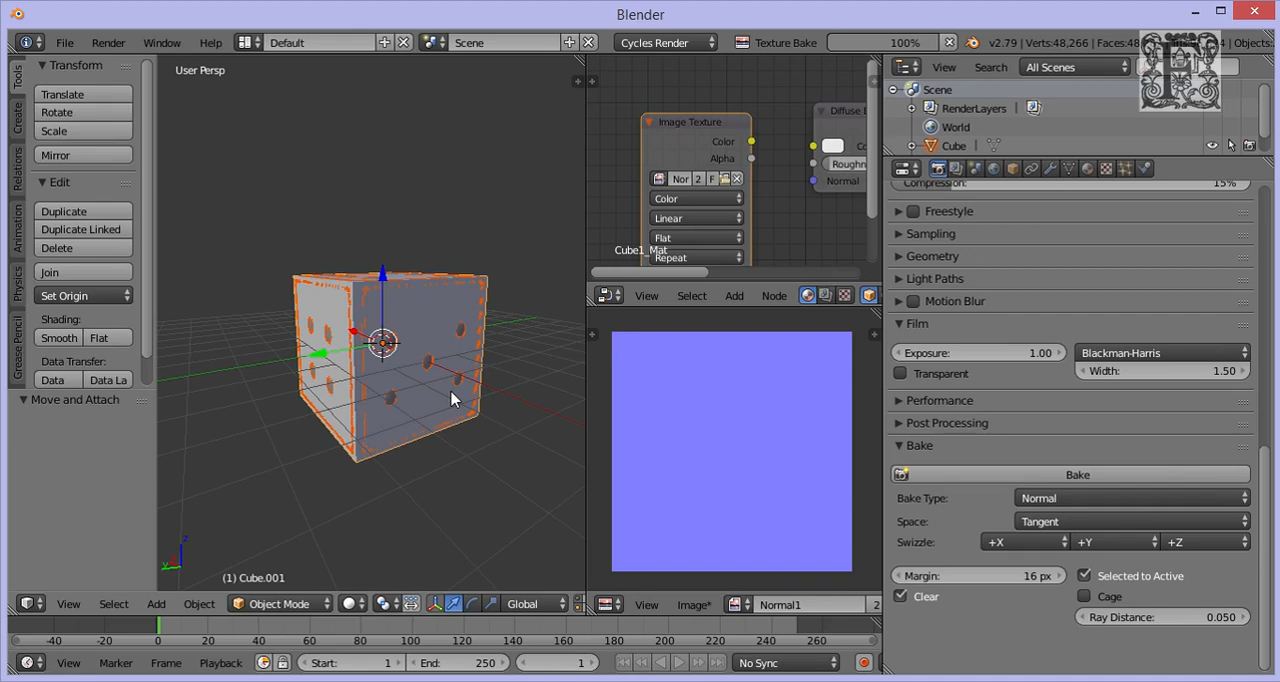 Blender
File Render Window Help Default Scene Cycles Render Texture Bake 100% v2.79 | Verts:48,266 | Faces:48
Tools
Create
Relations
Animation
Physics
Grease Pencil
Transform
Translate
Rotate
Scale
Mirror
Edit
Duplicate
Duplicate Linked
Delete
Join
Set Origin
Shading:
Smooth Flat
Data Transfer:
Data Data La
Move and Attach
User Persp
(1) Cube.001
View Select Add Object Object Mode Global
Image Texture
Color
Alpha
Nor 2 F
Color
Linear
Flat
Repeat
Cube1_Mat
Roughn
Normal
View Select Add Node
View Image* Normal1 2
View Search All Scenes
Scene
RenderLayers
World
Cube
Compression: 15%
Freestyle
Sampling
Geometry
Light Paths
Motion Blur
Film
Exposure: 1.00 Blackman-Harris
Transparent Width: 1.50
Performance
Post Processing
Bake
Bake
Bake Type: Normal
Space: Tangent
Swizzle: +X +Y +Z
Margin: 16 px Selected to Active
Clear Cage
Ray Distance: 0.050
-40 -20 0 20 40 60 80 100 120 140 160 180 200 220 240 260
View Marker Frame Playback Start: 1 End: 250 1 No Sync